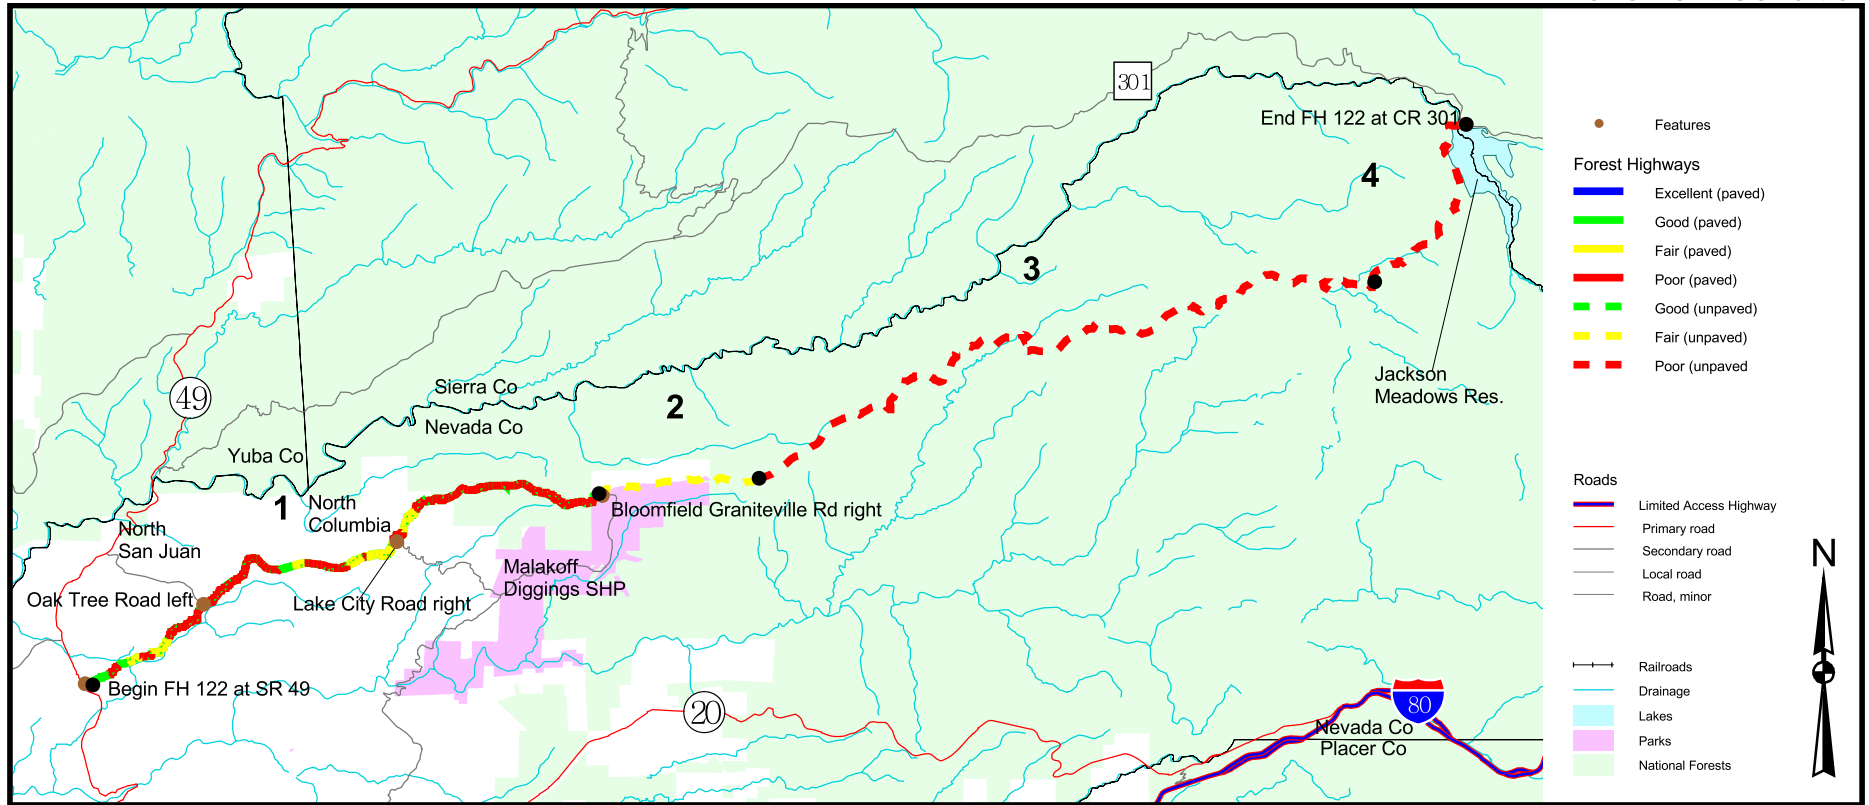 301
End FH 122 at CR 301
4
3
49
Sierra Co
Nevada Co
2
Jackson
Meadows Res.
Yuba Co
1
North
Columbia
Bloomfield Graniteville Rd right
North
San Juan
Malakoff
Diggings SHP
Oak Tree Road left
Lake City Road right
Begin FH 122 at SR 49
20
80
Nevada Co
Placer Co
Features
Forest Highways
Excellent (paved)
Good (paved)
Fair (paved)
Poor (paved)
Good (unpaved)
Fair (unpaved)
Poor (unpaved
Roads
Limited Access Highway
Primary road
Secondary road
Local road
Road, minor
Railroads
Drainage
Lakes
Parks
National Forests
N